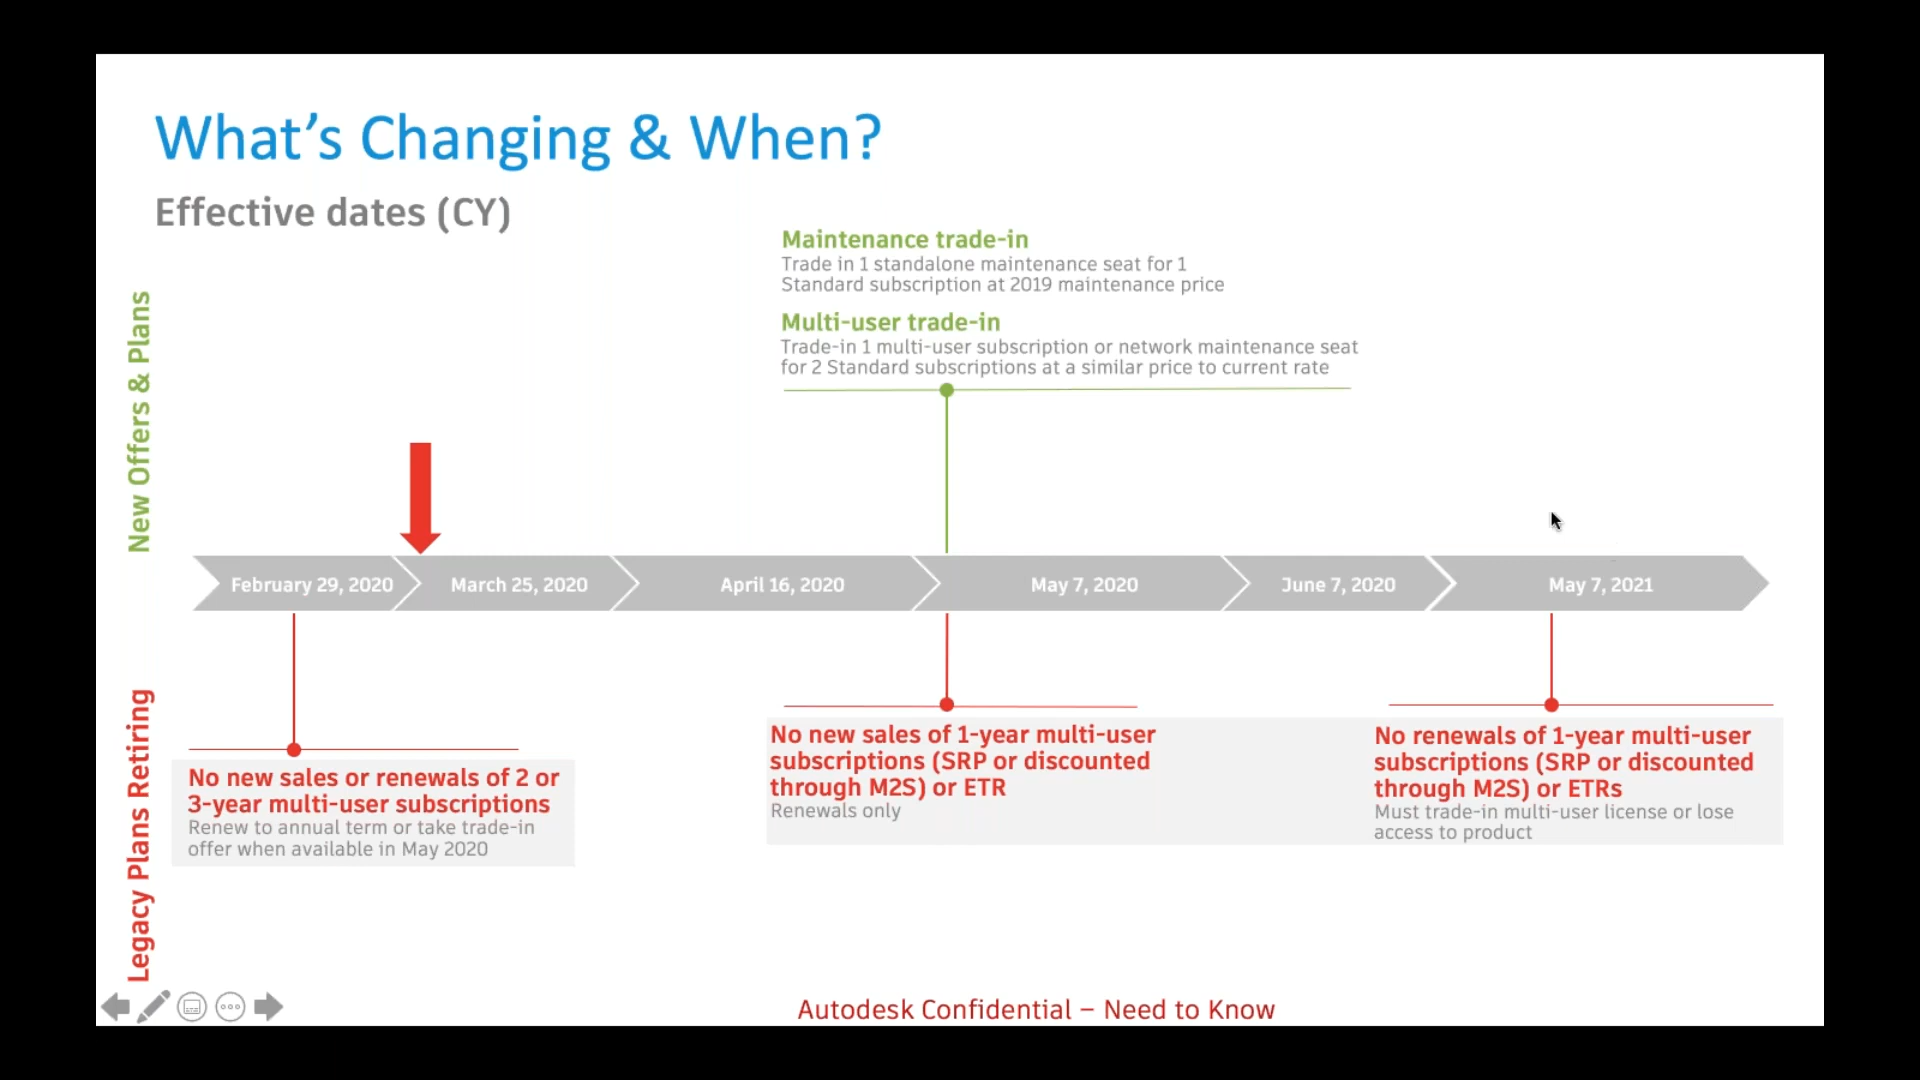 What's Changing & When?
Effective dates (CY)
New Offers & Plans
Maintenance trade-in
Trade in 1 standalone maintenance seat for 1
Standard subscription at 2019 maintenance price
Multi-user trade-in
Trade-in 1 multi-user subscription or network maintenance seat
for 2 Standard subscriptions at a similar price to current rate
February 29, 2020
March 25, 2020
April 16, 2020
May 7, 2020
June 7, 2020
May 7, 2021
Legacy Plans Retiring
No new sales or renewals of 2 or
3-year multi-user subscriptions
Renew to annual term or take trade-in
offer when available in May 2020
No new sales of 1-year multi-user
subscriptions (SRP or discounted
through M2S) or ETR
Renewals only
No renewals of 1-year multi-user
subscriptions (SRP or discounted
through M2S) or ETRs
Must trade-in multi-user license or lose
access to product
Autodesk Confidential – Need to Know